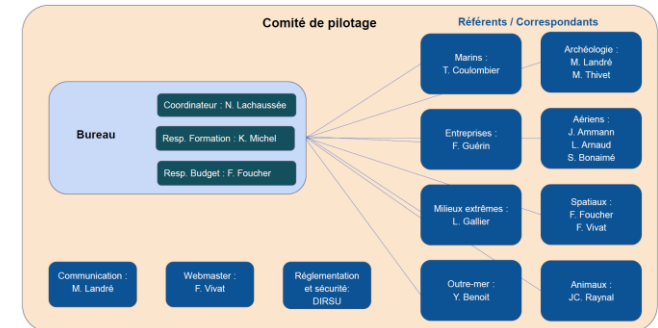 Comité de pilotage
Référents / Correspondants
Bureau
Coordinateur : N. Lachaussée
Resp. Formation : K. Michel
Resp. Budget : F. Foucher
Marins :
T. Coulombier
Archéologie :
M. Landré
M. Thivet
Entreprises :
F. Guérin
Aériens :
J. Ammann
L. Arnaud
S. Bonaimé
Milieux extrêmes :
L. Gallier
Spatiaux :
F. Foucher
F. Vivat
Communication :
M. Landré
Webmaster :
F. Vivat
Réglementation
et sécurité:
DIRSU
Outre-mer :
Y. Benoit
Animaux :
JC. Raynal